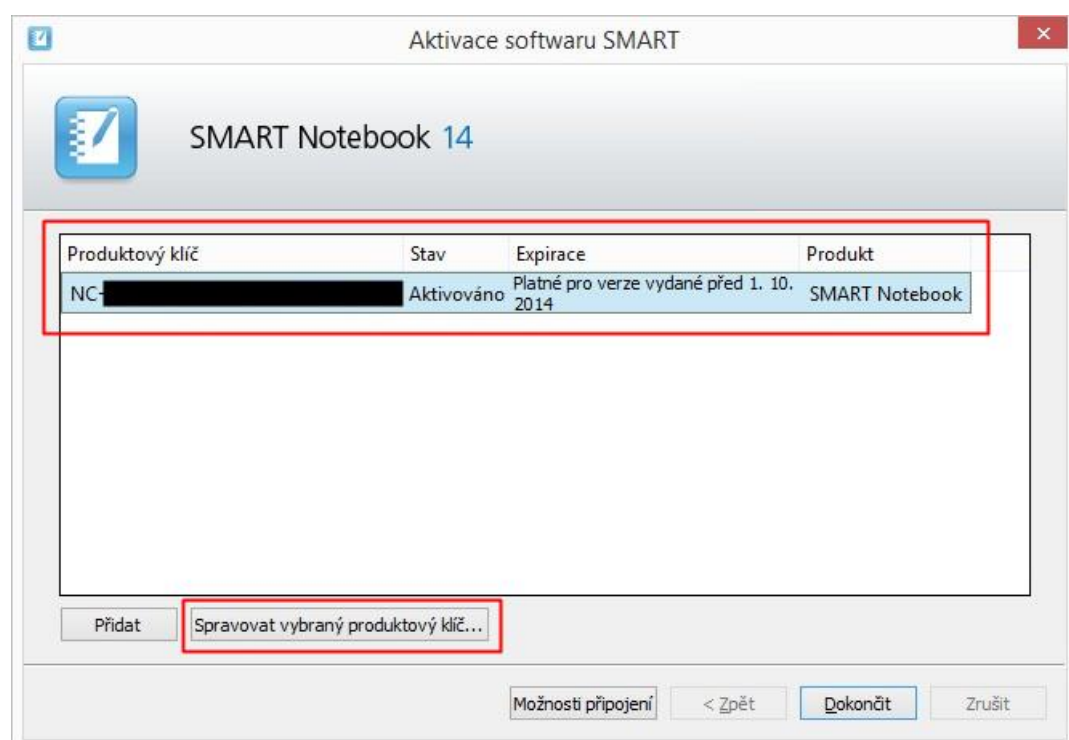 Aktivace softwaru SMART
SMART Notebook 14
Produktový klíč Stav Expirace Produkt
NC- Aktivováno Platné pro verze vydané před 1. 10. SMART Notebook
2014
Přidat Spravovat vybraný produktový klíč...
Možnosti připojení < Zpět Dokončit Zrušit